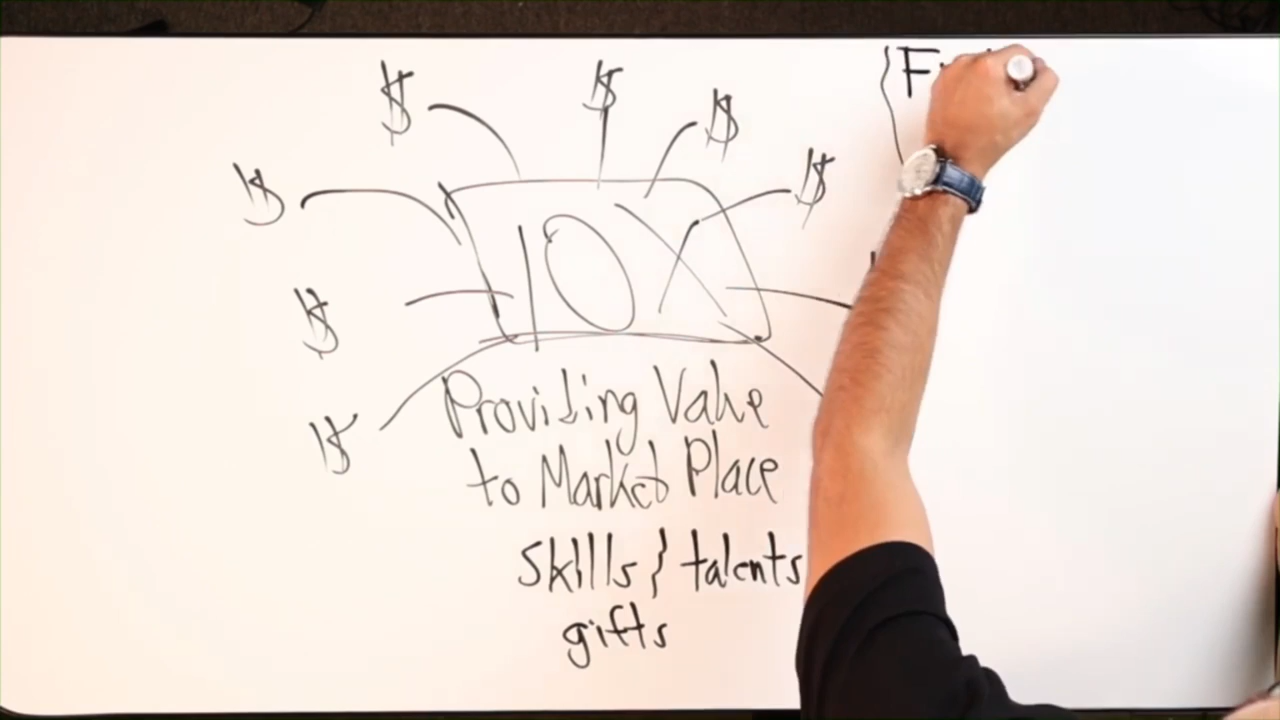 $ $ $
$ $
10X
$
$
Providing Value
to Market Place
Skills } talents
gifts